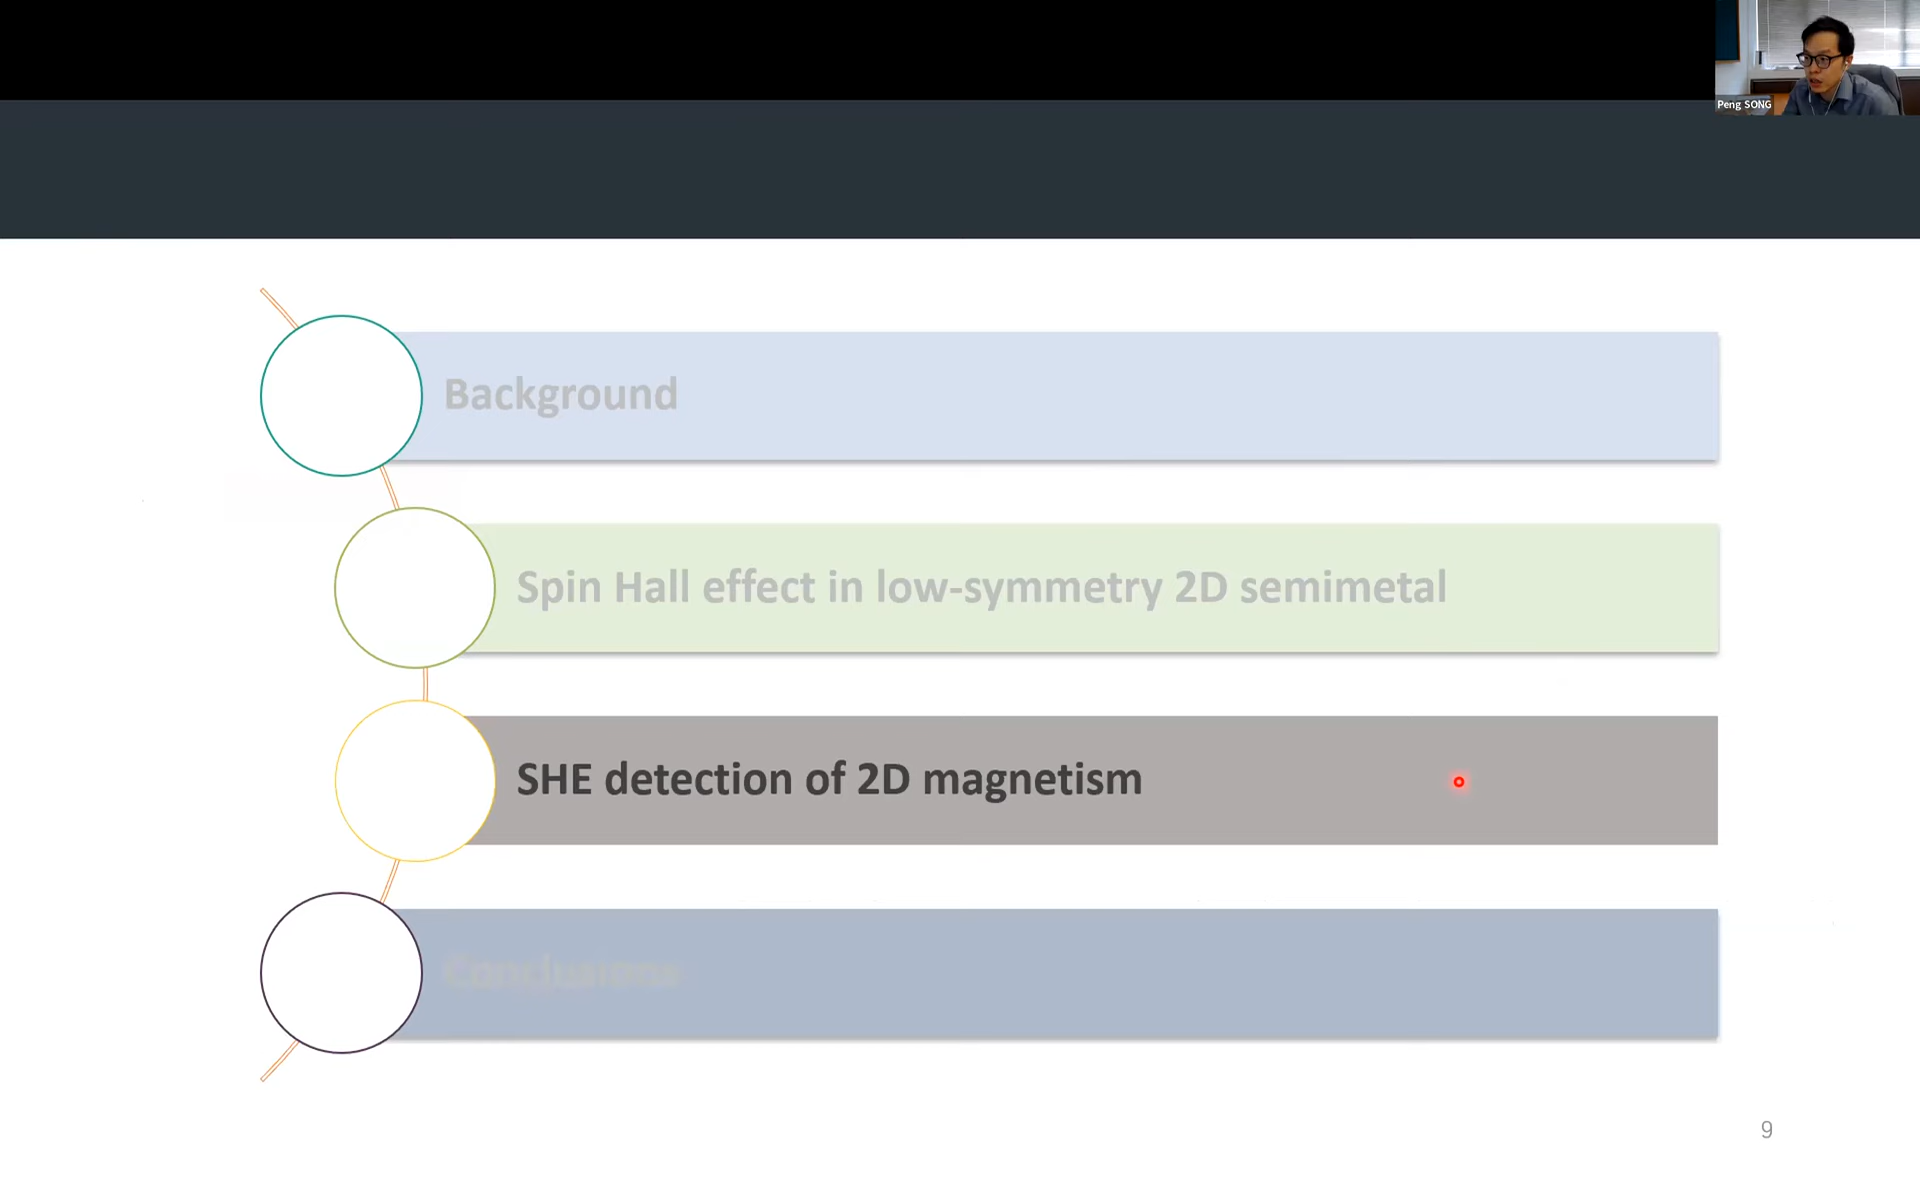 Peng SONG
Background
Spin Hall effect in low-symmetry 2D semimetal
SHE detection of 2D magnetism
Conclusions
9